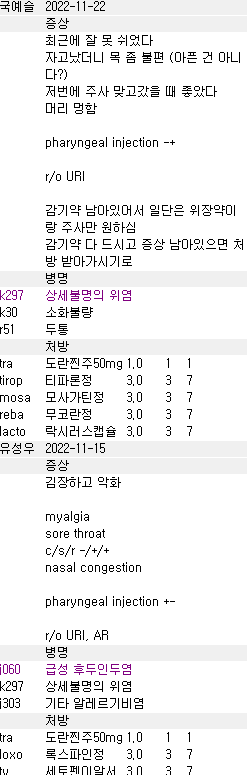 국예슬 2022-11-22
증상
최근에 잘 못 쉬었다
자고났더니 목 좀 불편 (아픈 건 아니
다?)
저번에 주사 맞고갔을 때 좋았다
머리 멍함
pharyngeal injection -+
r/o URI
감기약 남아있어서 일단은 위장약이
랑 주사만 원하심
감기약 다 드시고 증상 남아있으면 처
방 받아가시기로
병명
k297 상세불명의 위염
k30 소화불량
r51 두통
처방
tra 도란찐주50mg 1.0 1 1
tirop 티파론정 3.0 3 7
mosa 모사가틴정 3.0 3 7
reba 무코란정 3.0 3 7
lacto 락시러스캡슐 3.0 3 7
유성우 2022-11-15
증상
김장하고 악화
myalgia
sore throat
c/s/r -/+/+
nasal congestion
pharyngeal injection +-
r/o URI, AR
병명
j060 급성 후두인두염
k297 상세불명의 위염
j303 기타 알레르기비염
처방
tra 도란찐주50mg 1.0 1 1
loxo 록스파인정 3.0 3 7
3.0 3 7